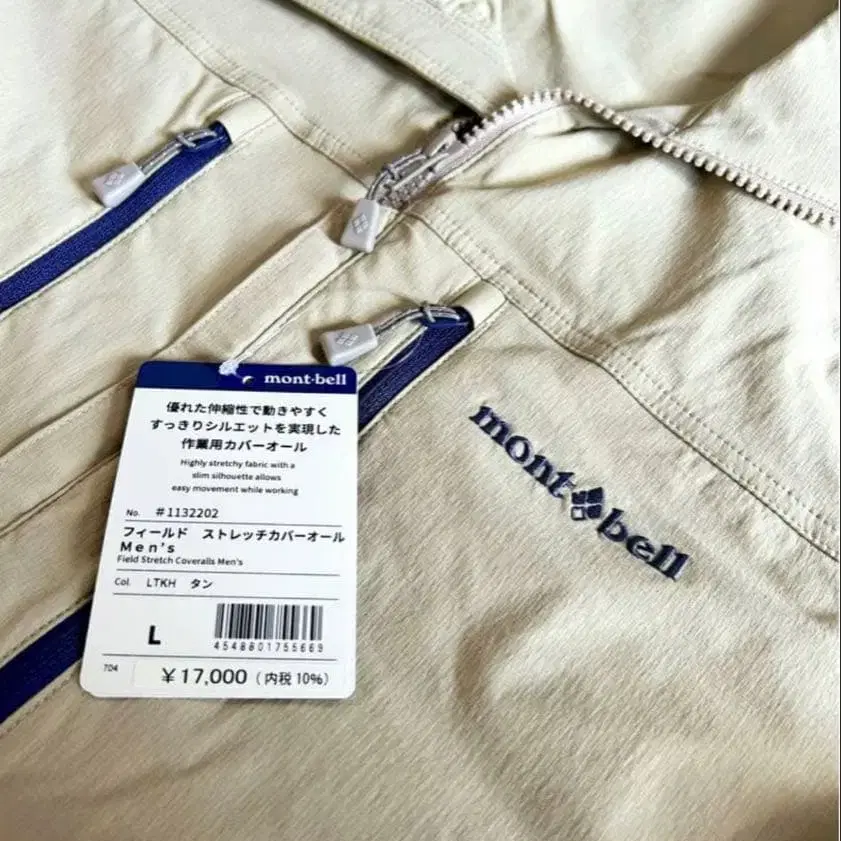 mont-bell
優れた伸縮性で動きやすく
すっきりシルエットを実現した
作業用カバーオール
Highly stretchy fabric with a
slim silhouette allows
easy movement while working
No. #1132202
フィールド ストレッチカバーオール
Men's
Field Stretch Coveralls Men's
Col. LTKH タン
L
4548801755669
704
¥17,000(内税10%)
mont bell